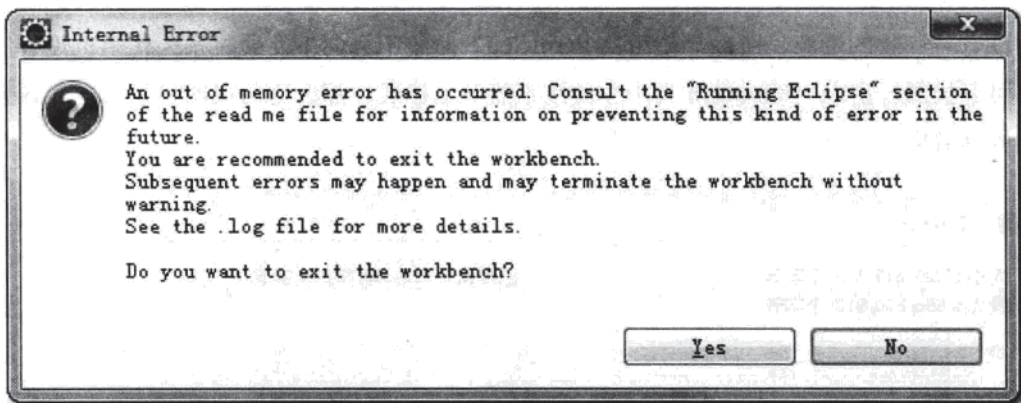 Internal Error
An out of memory error has occurred. Consult the "Running Eclipse" section
of the read me file for information on preventing this kind of error in the
future.
You are recommended to exit the workbench.
Subsequent errors may happen and may terminate the workbench without
warning.
See the .log file for more details.
Do you want to exit the workbench?
Yes
No